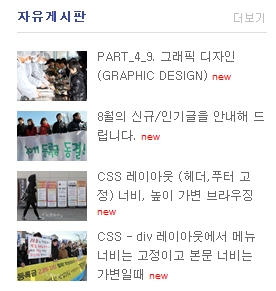 자유게시판 더보기
PART_4_9. 그래픽 디자인
(GRAPHIC DESIGN) new
8월의 신규/인기글을 안내해 드
립니다. new
CSS 레이아웃 (헤더,푸터 고
정) 너비, 높이 가변 브라우징
new
CSS - div 레이아웃에서 메뉴
너비는 고정이고 본문 너비는
가변일때 new